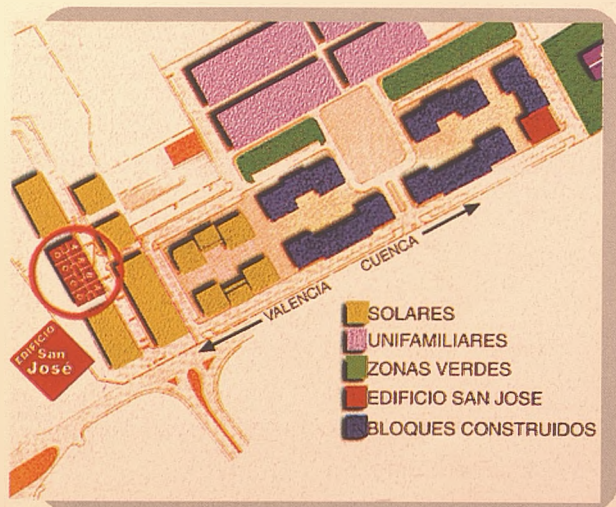 CUENCA
VALENCIA
EDIFICIO
San
José
SOLARES
UNIFAMILIARES
ZONAS VERDES
EDIFICIO SAN JOSE
BLOQUES CONSTRUIDOS